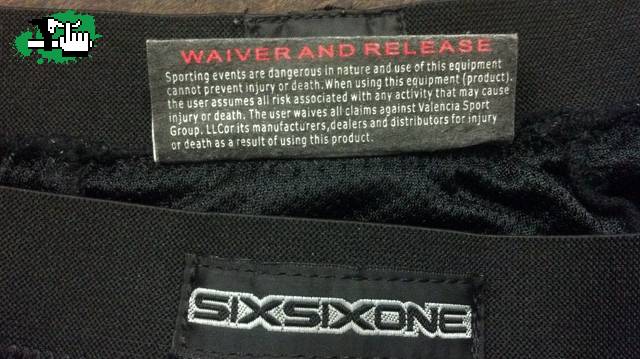 WAIVER AND RELEASE
Sporting events are dangerous in nature and use of this equipment
cannot prevent injury or death. When using this equipment (product).
the user assumes all risk associated with any activity that may cause
injury or death. The user waives all claims against Valencia Sport
Group. LLCor its manufacturers,dealers and distributors for injury
or death as a result of using this product.
SIXSIXONE